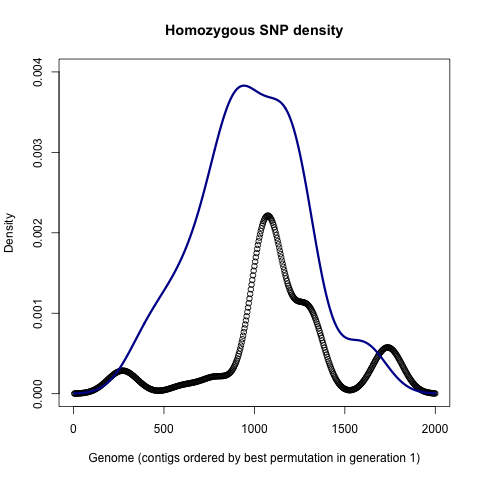 Homozygous SNP density
Density
0.004
0.003
0.002
0.001
0.000
0 500 1000 1500 2000
Genome (contigs ordered by best permutation in generation 1)